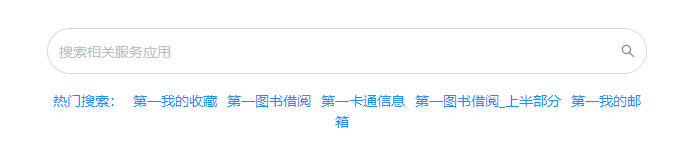 搜索相关服务应用
热门搜索： 第一我的收藏 第一图书借阅 第一卡通信息 第一图书借阅_上半部分 第一我的邮
箱